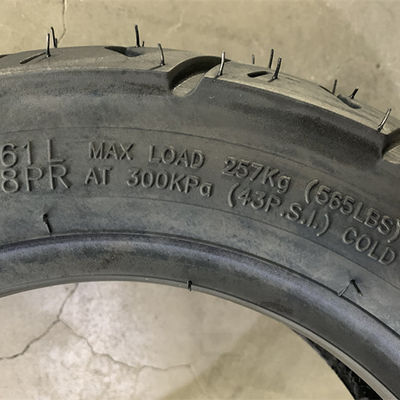 61L MAX LOAD 257Kg (565LBS)
8PR AT 300KPa (43P.S.I.) COLD